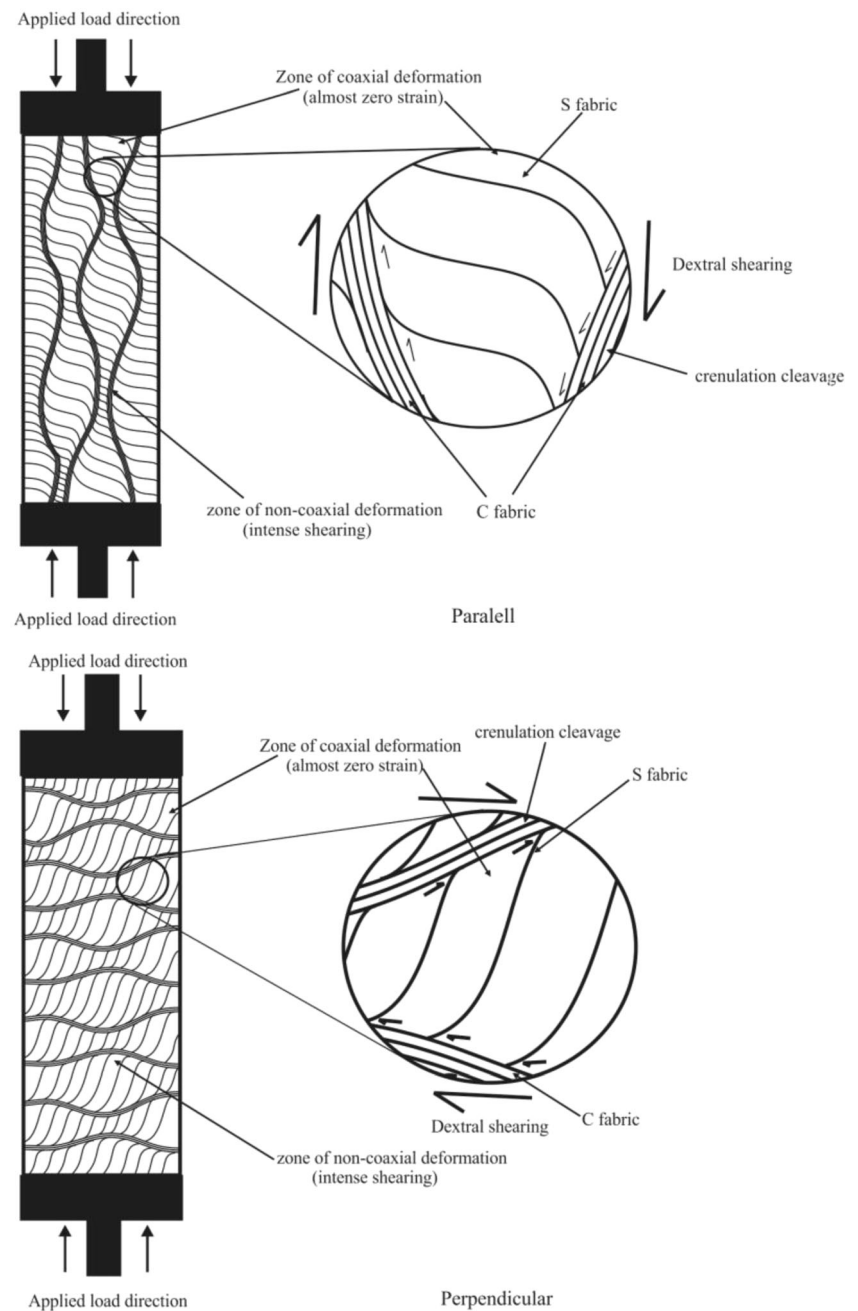 Applied load direction
Zone of coaxial deformation
(almost zero strain)
S fabric
Dextral shearing
crenulation cleavage
zone of non-coaxial deformation
(intense shearing)
C fabric
Applied load direction
Paralell
Applied load direction
crenulation cleavage
Zone of coaxial deformation
(almost zero strain)
S fabric
Dextral shearing
C fabric
zone of non-coaxial deformation
(intense shearing)
Applied load direction
Perpendicular